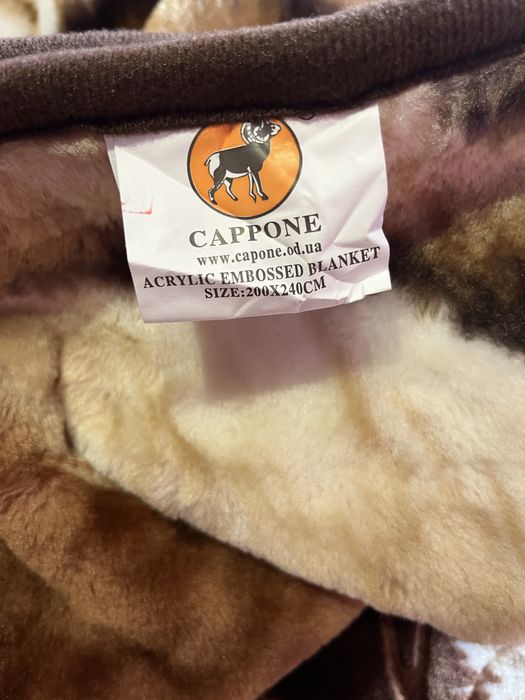 CAPPONE
www.capone.od.ua
ACRYLIC EMBOSSED BLANKET
SIZE:200X240CM